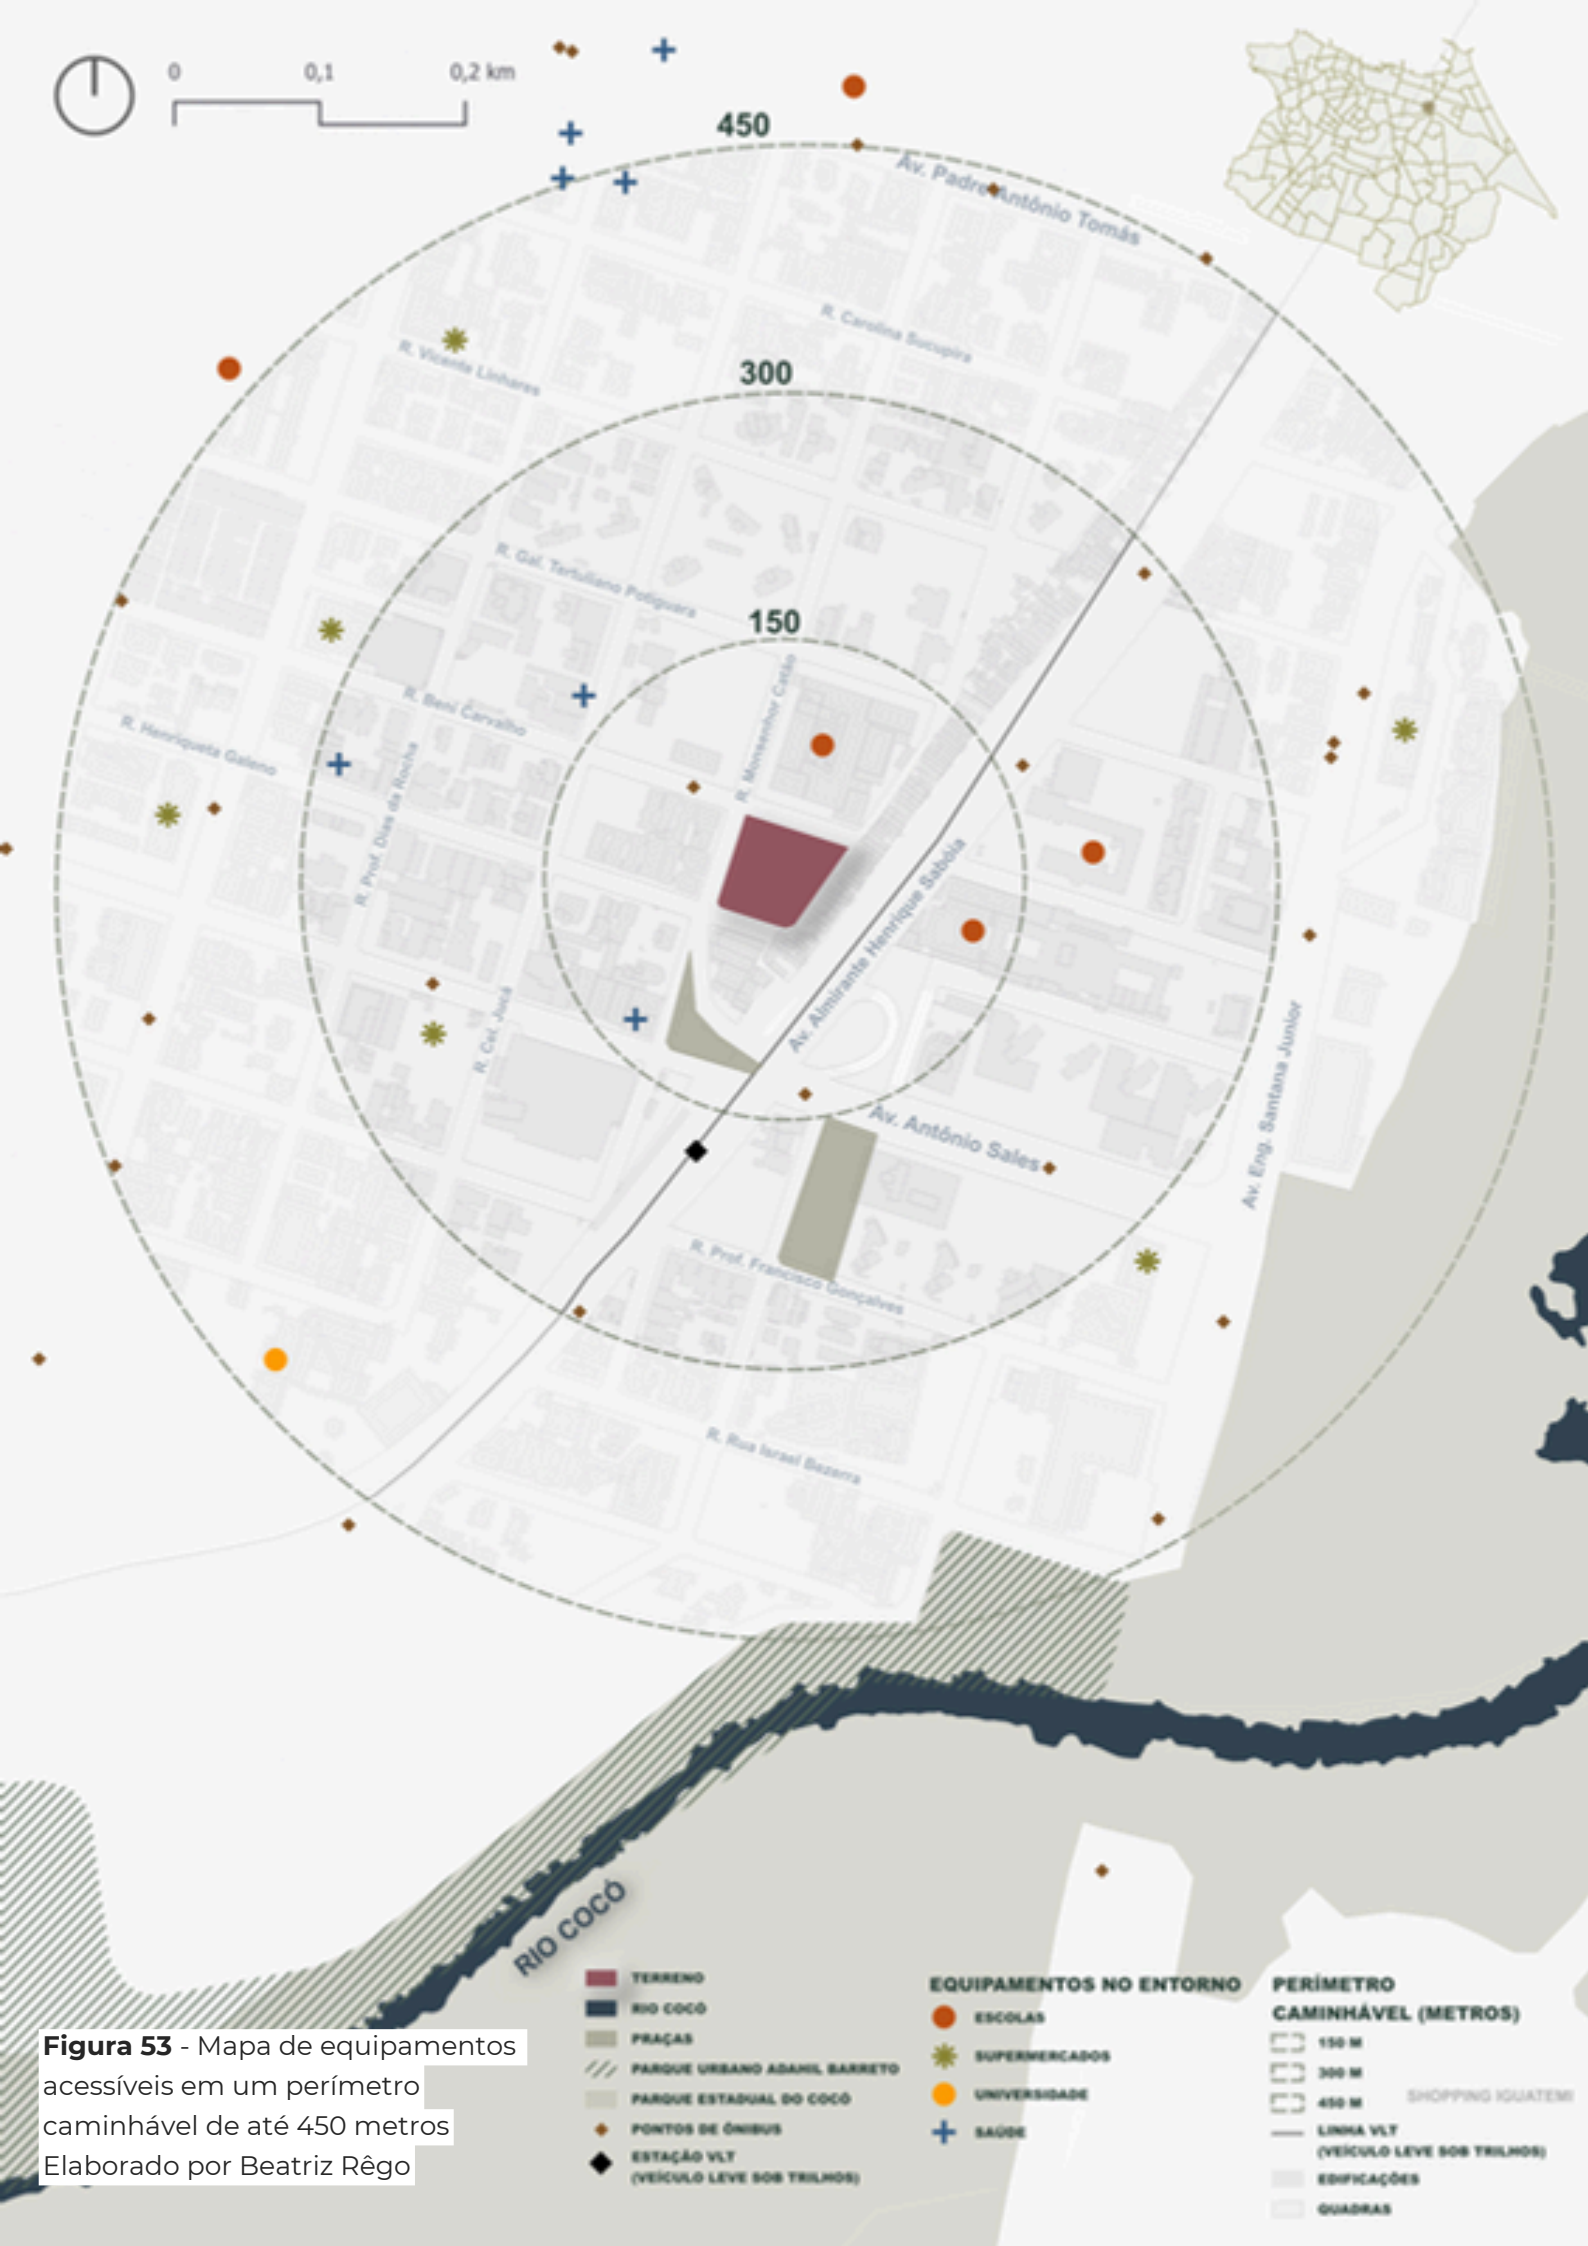 0 0,1 0,2 km
450
Av. Padre Antônio Tomás
R. Carolina Sucupira
R. Vicente Linhares
300
R. Gal. Tertuliano Potiguara
150
R. Monsenhor Catão
R. Beni Carvalho
R. Henriqueta Galeno
R. Prof. Dias da Rocha
Av. Almirante Henrique Sabóia
R. Cel. Jucá
Av. Eng. Santana Junior
Av. Antônio Sales
R. Prof. Francisco Gonçalves
R. Rua Israel Bezerra
RIO COCÓ
TERRENO
RIO COCÓ
PRAÇAS
PARQUE URBANO ADAHIL BARRETO
PARQUE ESTADUAL DO COCÓ
PONTOS DE ÔNIBUS
ESTAÇÃO VLT
(VEÍCULO LEVE SOB TRILHOS)
EQUIPAMENTOS NO ENTORNO
ESCOLAS
SUPERMERCADOS
UNIVERSIDADE
SAÚDE
PERÍMETRO
CAMINHÁVEL (METROS)
150 M
300 M
450 M
SHOPPING IGUATEMI
LINHA VLT
(VEÍCULO LEVE SOB TRILHOS)
EDIFICAÇÕES
QUADRAS
Figura 53 - Mapa de equipamentos
acessíveis em um perímetro
caminhável de até 450 metros
Elaborado por Beatriz Rêgo